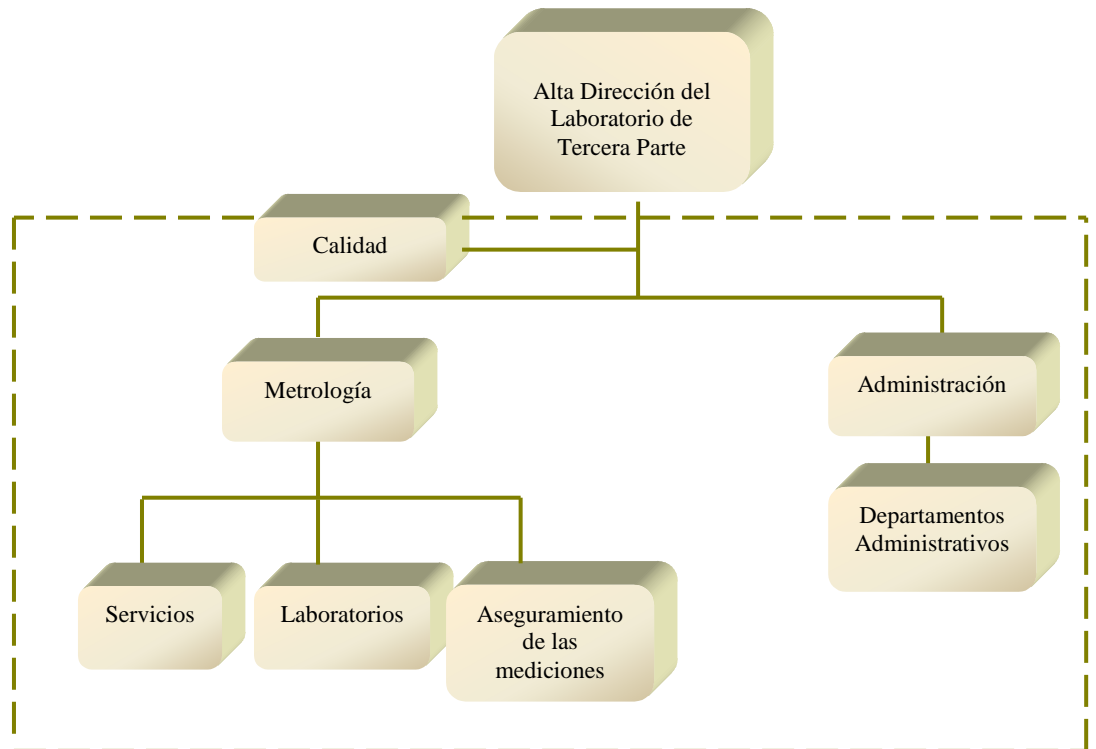 Alta Dirección del
Laboratorio de
Tercera Parte
Calidad
Metrología
Administración
Departamentos
Administrativos
Servicios
Laboratorios
Aseguramiento
de las
mediciones